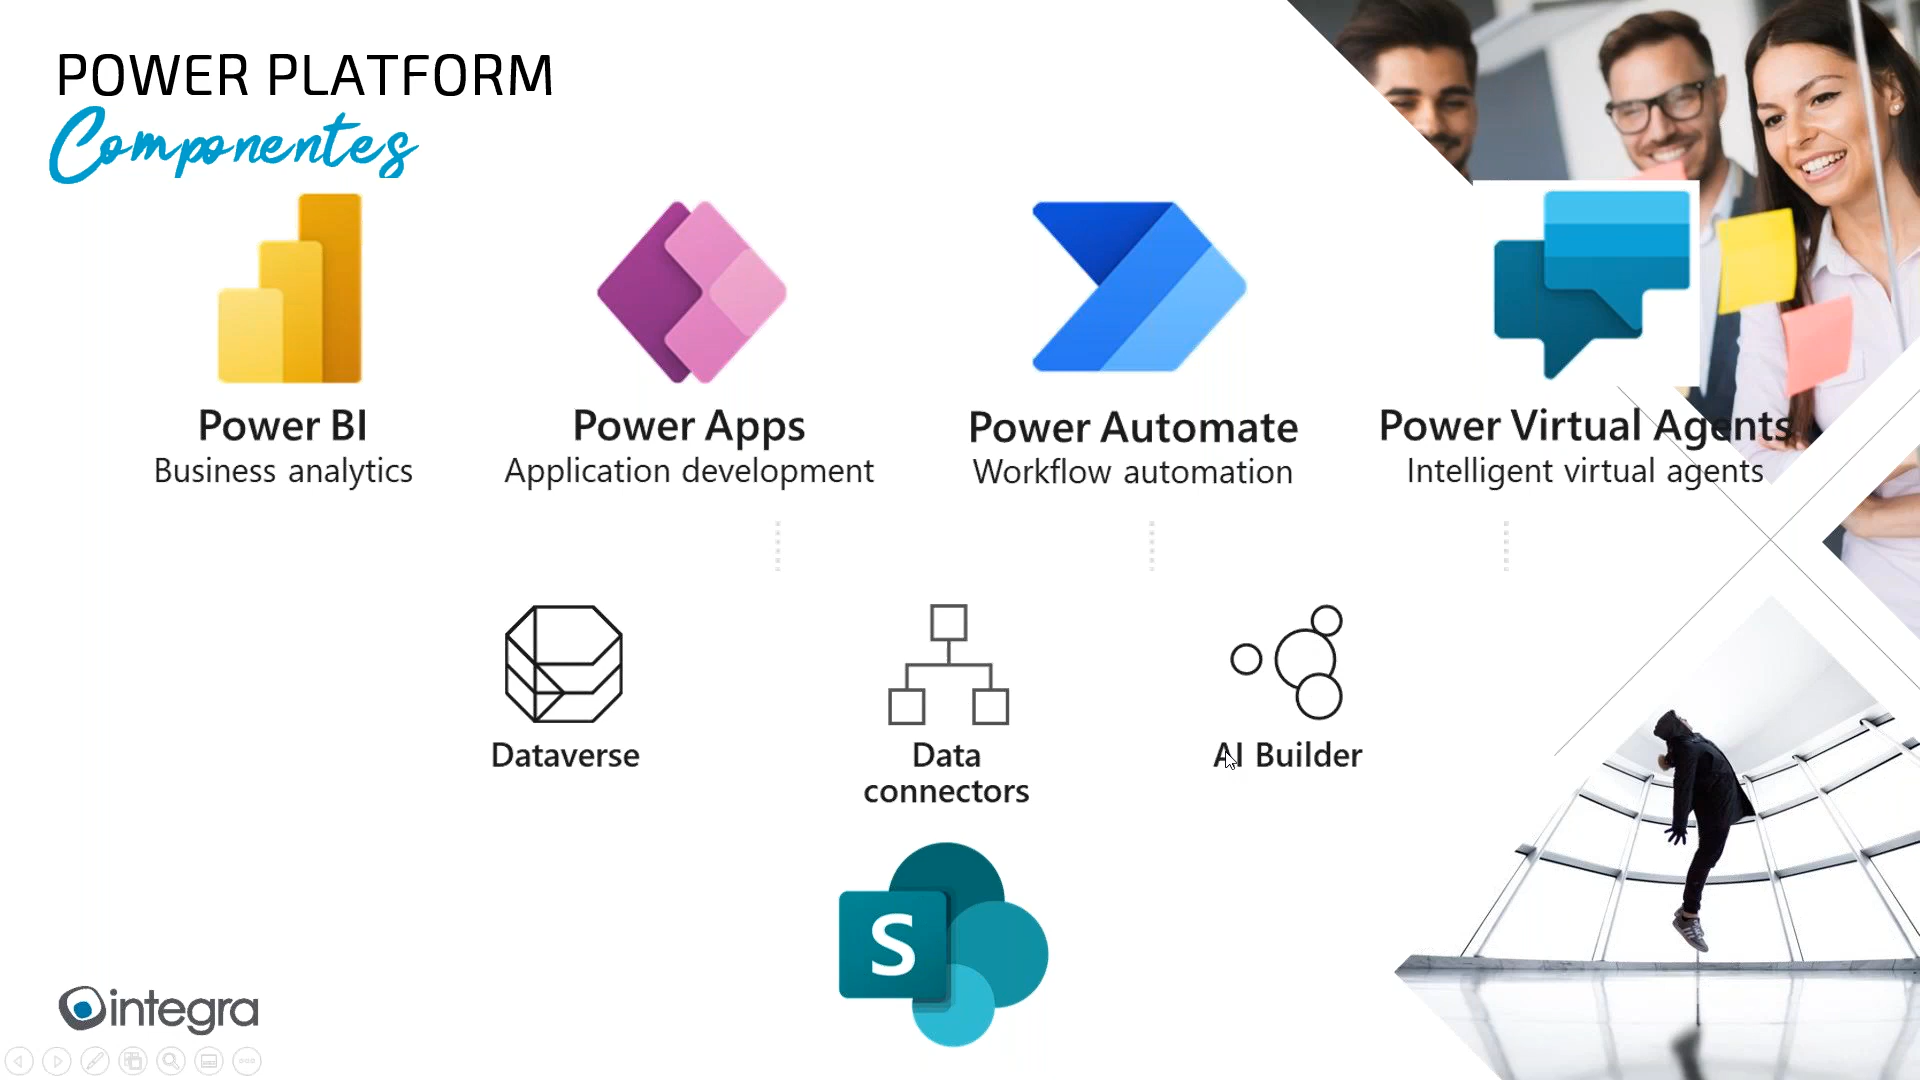 POWER PLATFORM
Componentes
Power BI
Business analytics
Power Apps
Application development
Power Automate
Workflow automation
Power Virtual Agents
Intelligent virtual agents
Dataverse
Data
connectors
AI Builder
S
integra